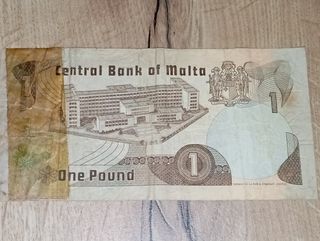 Central Bank of Malta
1
1
One Pound